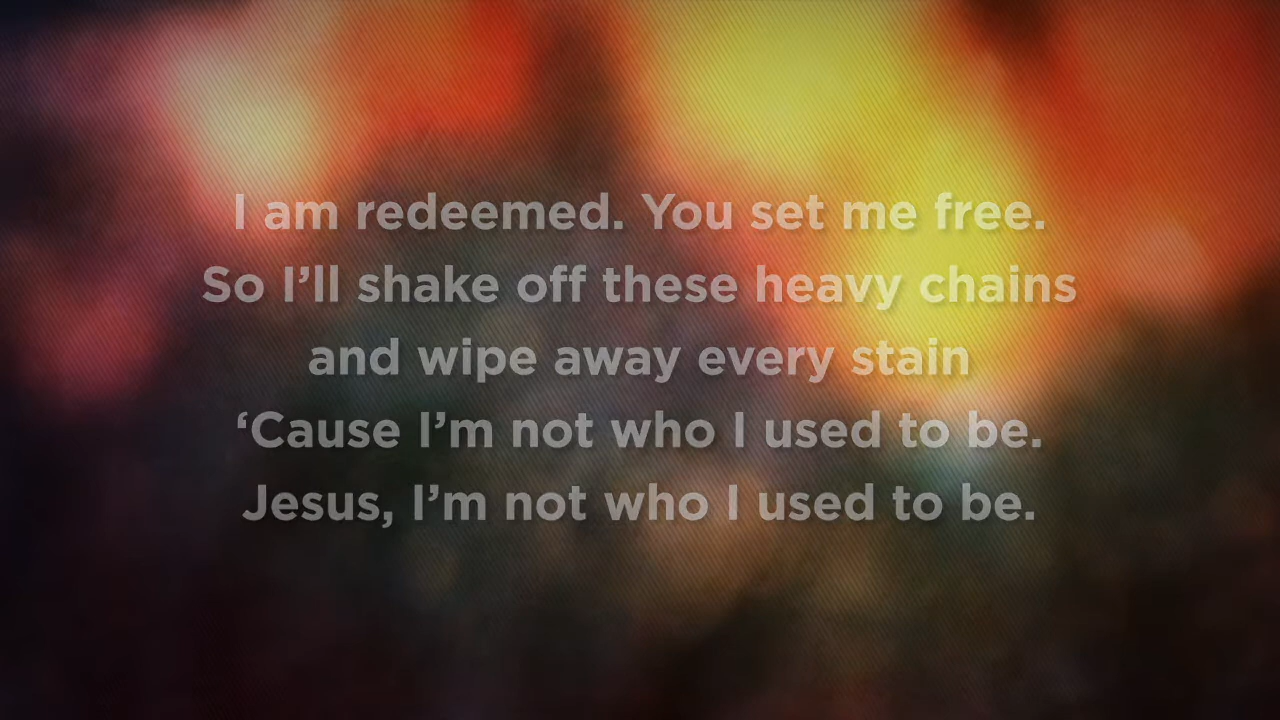 I am redeemed. You set me free.
So I’ll shake off these heavy chains
and wipe away every stain
‘Cause I’m not who I used to be.
Jesus, I’m not who I used to be.